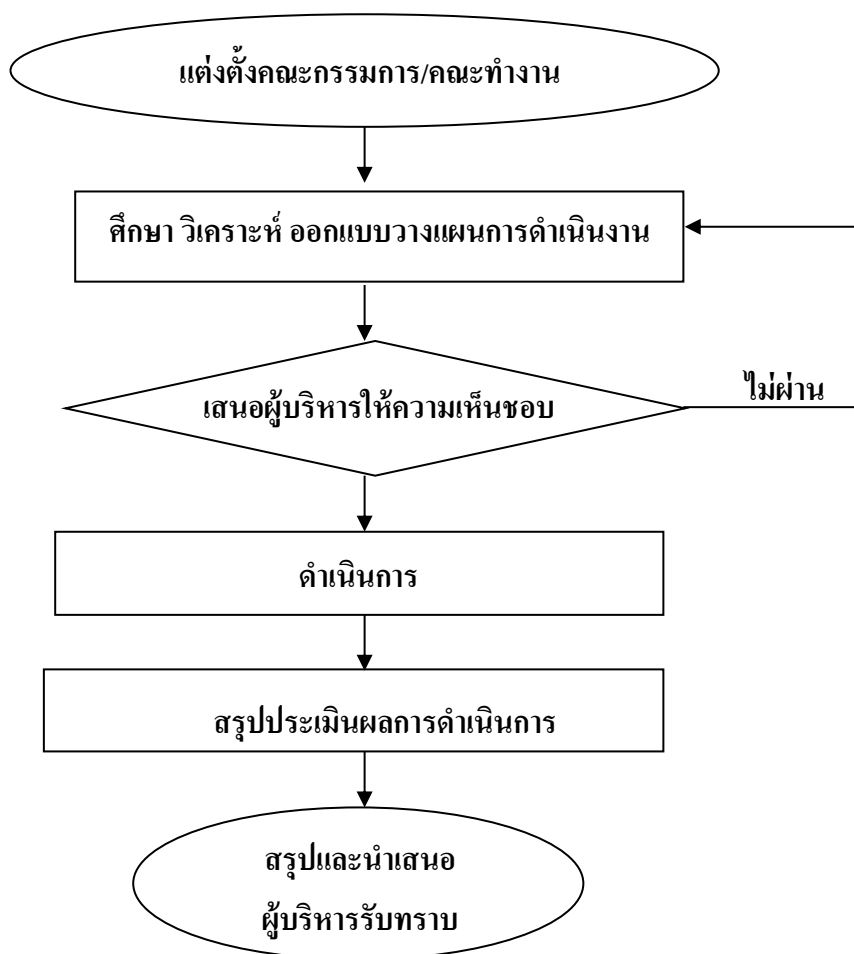 แต่งตั้งคณะกรรมการ/คณะทำงาน
ศึกษา วิเคราะห์ ออกแบบวางแผนการดำเนินงาน
เสนอผู้บริหารให้ความเห็นชอบ
ไม่ผ่าน
ดำเนินการ
สรุปประเมินผลการดำเนินการ
สรุปและนำเสนอ
ผู้บริหารรับทราบ